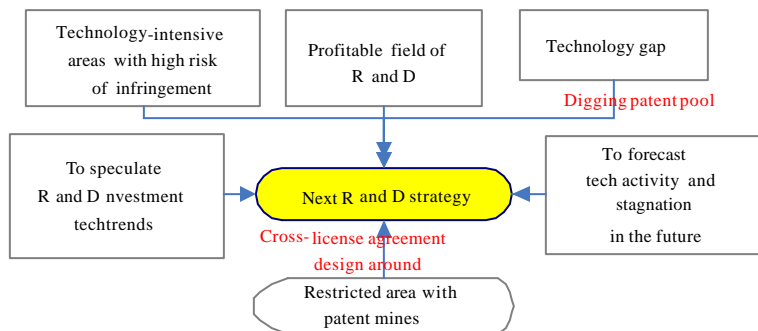 Technology-intensive
areas with high risk
of infringement
Profitable field of
R and D
Technology gap
Digging patent pool
To speculate
R and D nvestment
techtrends
Next R and D strategy
To forecast
tech activity and
stagnation
in the future
Cross-license agreement
design around
Restricted area with
patent mines